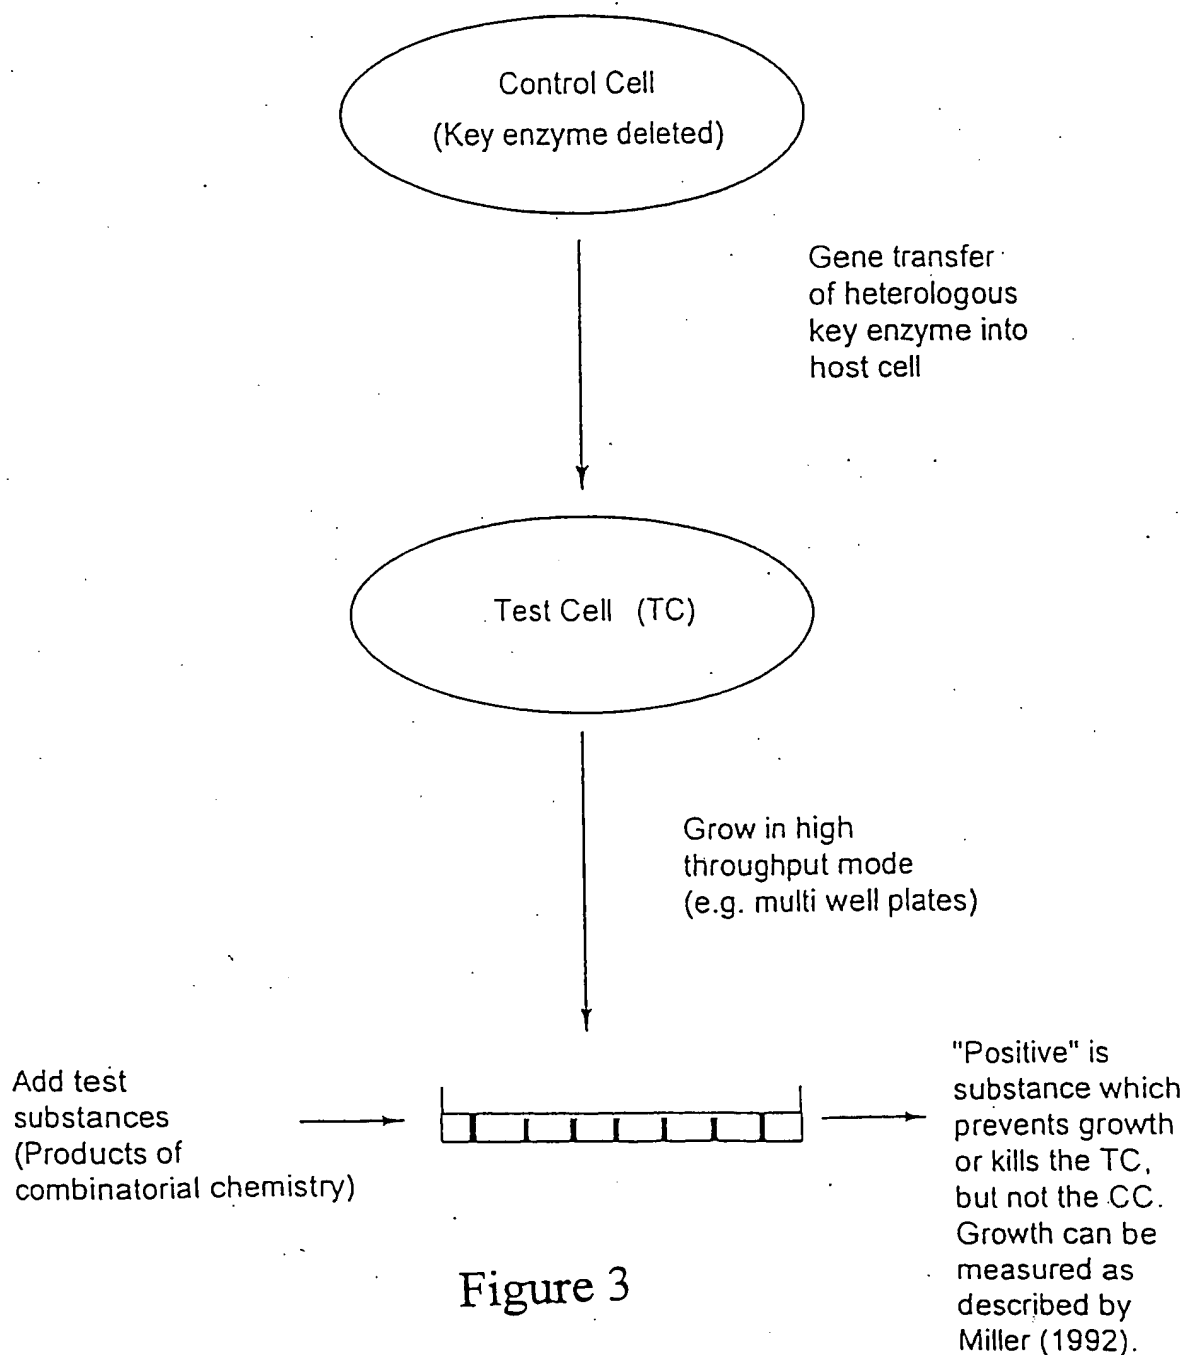 Control Cell
(Key enzyme deleted)
Gene transfer
of heterologous
key enzyme into
host cell
Test Cell (TC)
Grow in high
throughput mode
(e.g. multi well plates)
Add test
substances
(Products of
combinatorial chemistry)
"Positive" is
substance which
prevents growth
or kills the TC,
but not the CC.
Growth can be
measured as
described by
Miller (1992).
Figure 3